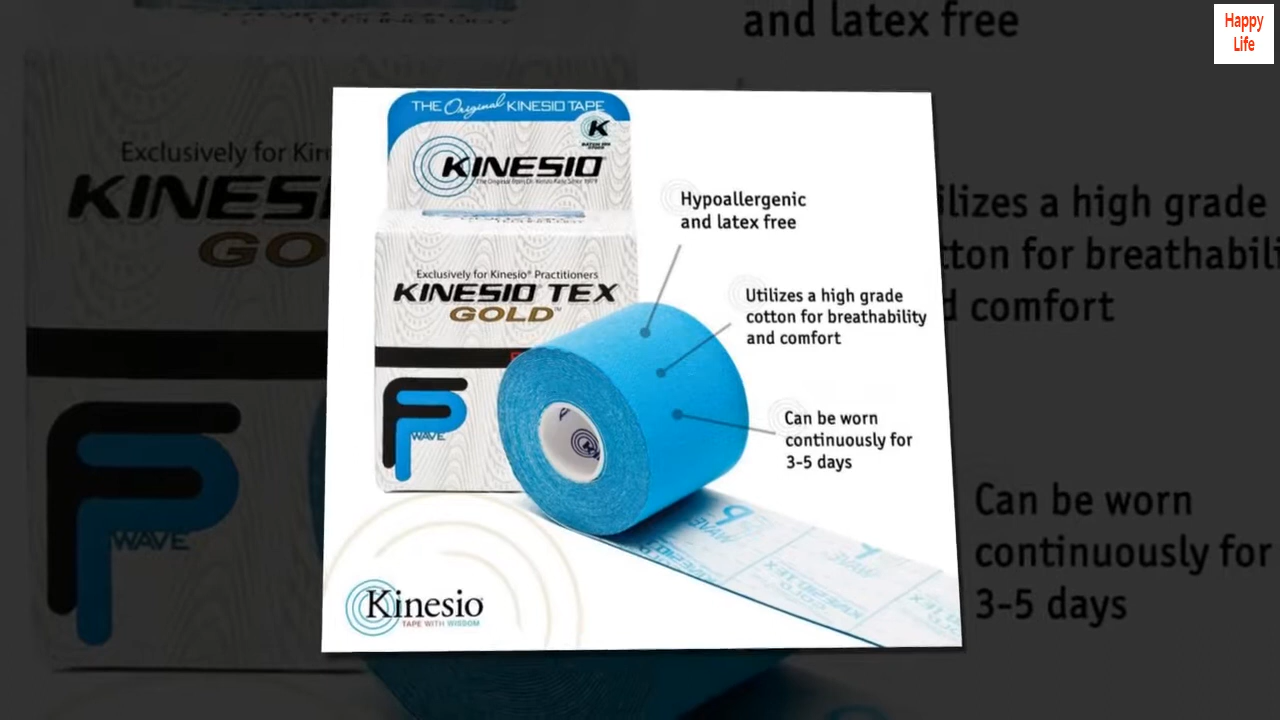 Happy
Life
and latex free
THE Original KINESIO TAPE
K
KINESIO
Exclusively for Kin
KINESI
GO
Exclusively for Kinesio® Practitioners
KINESIO TEX
GOLD™
FP
WAVE
Hypoallergenic
and latex free
Utilizes a high grade
cotton for breathability
and comfort
Can be worn
continuously for
3-5 days
Kinesio
TAPE WITH WISDOM
ilizes a high grade
tton for breathabili
d comfort
WAVE
Can be worn
continuously for
3-5 days